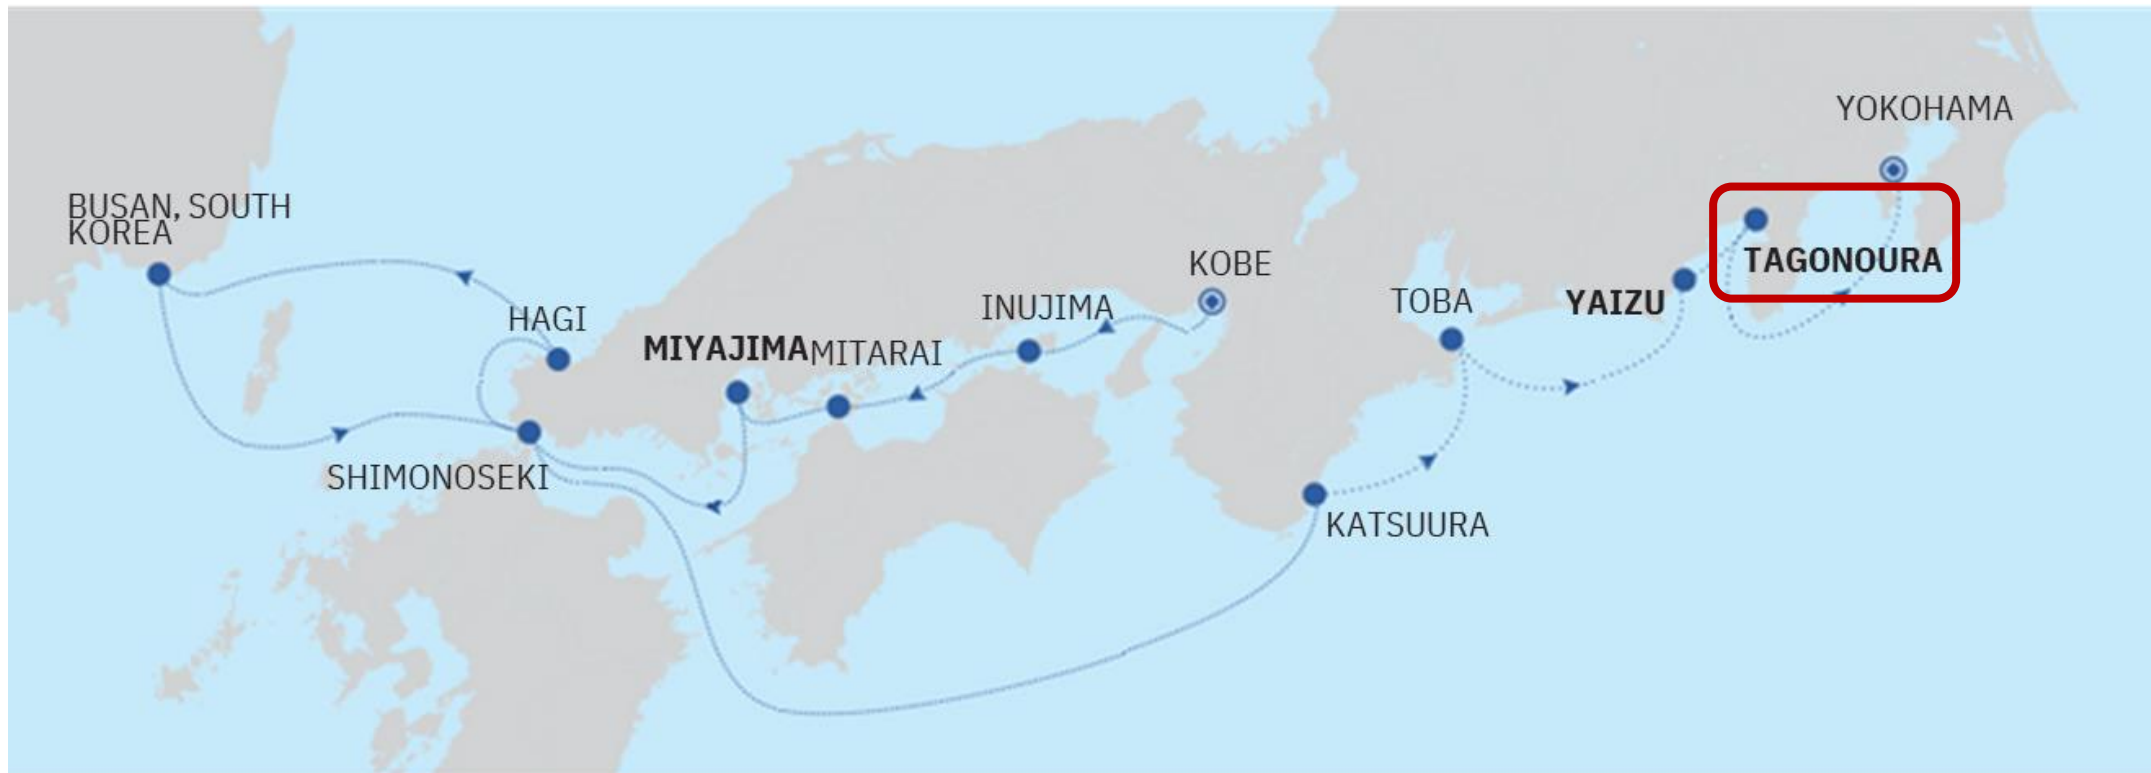 YOKOHAMA
BUSAN, SOUTH
KOREA
TAGONOURA
KOBE
INUJIMA
TOBA
YAIZU
HAGI
MIYAJIMA
MITARAI
SHIMONOSEKI
KATSUURA